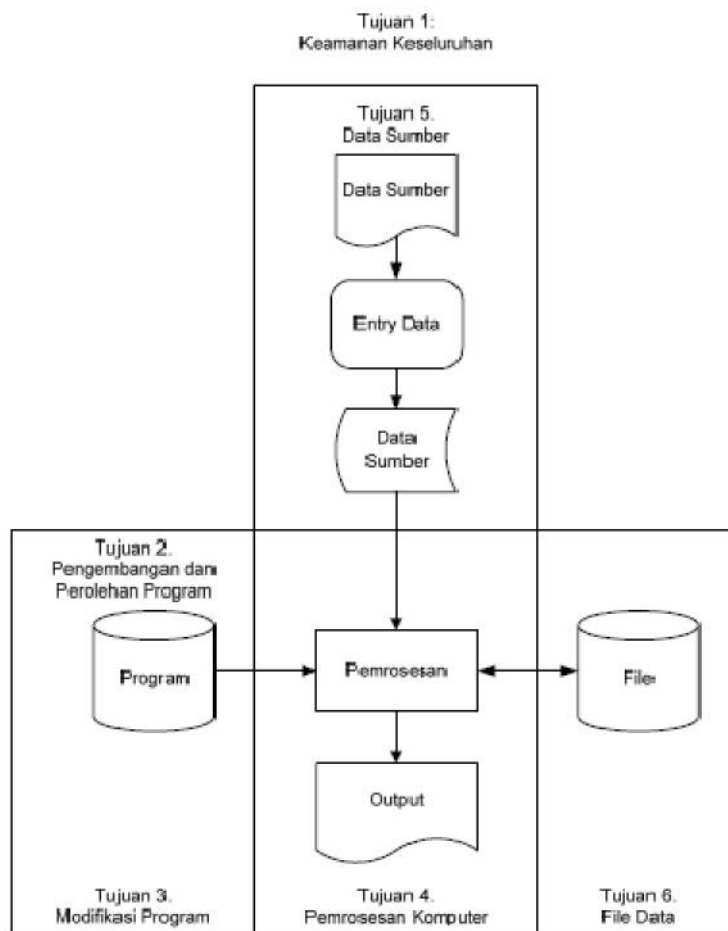 Tujuan 1:
Keamanan Keseluruhan
Tujuan 5.
Data Sumber
Data Sumber
Entry Data
Data
Sumber
Tujuan 2.
Pengembangan dan
Perolehan Program
Program
Pemrosesan
File
Output
Tujuan 3.
Modifikasi Program
Tujuan 4.
Pemrosesan Komputer
Tujuan 6.
File Data